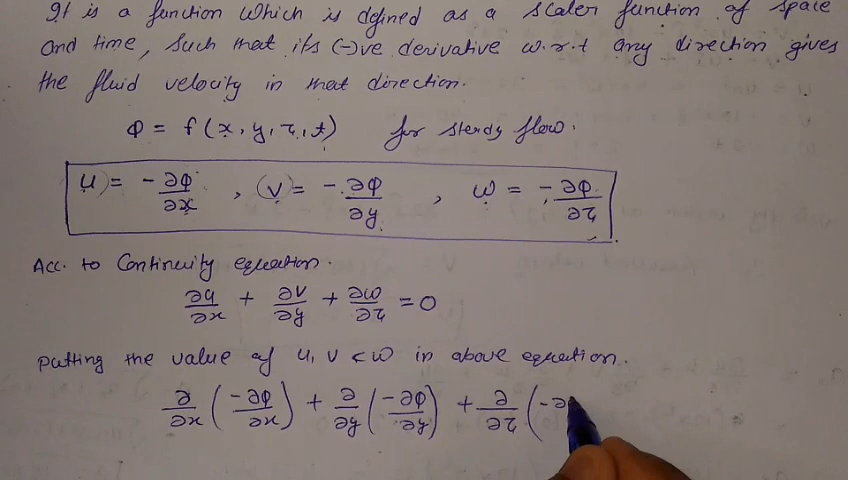 It is a function which is defined as a scaler function of space
and time, such that its (-)ve derivative w.r.t any direction gives
the fluid velocity in that direction.
Φ = f(x, y, z, t) for steady flow.
u = -∂Φ/∂x , v = -∂Φ/∂y , w = -∂Φ/∂z
Acc. to Continuity equation.
∂u/∂x + ∂v/∂y + ∂w/∂z = 0
putting the value of u, v & w in above equation.
∂/∂x (-∂Φ/∂x) + ∂/∂y (-∂Φ/∂y) + ∂/∂z (-∂